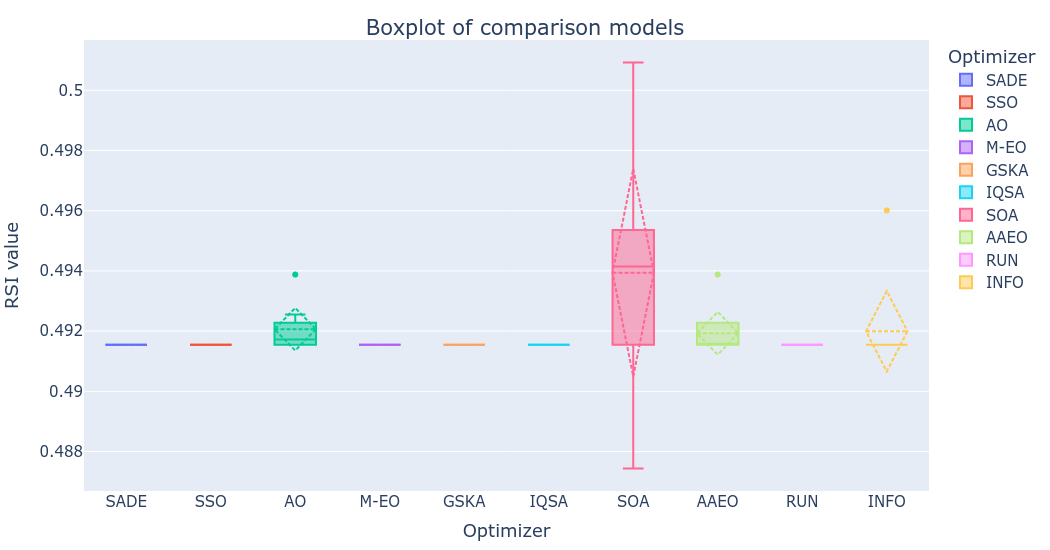 Boxplot of comparison models
RSI value
0.5
0.498
0.496
0.494
0.492
0.49
0.488
SADE
SSO
AO
M-EO
GSKA
IQSA
SOA
AAEO
RUN
INFO
Optimizer
Optimizer
SADE
SSO
AO
M-EO
GSKA
IQSA
SOA
AAEO
RUN
INFO